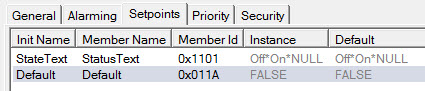 General Alarming Setpoints Priority Security
Init Name Member Name Member Id Instance Default
StateText StatusText 0x1101 Off*On*NULL Off*On*NULL
Default Default 0x011A FALSE FALSE